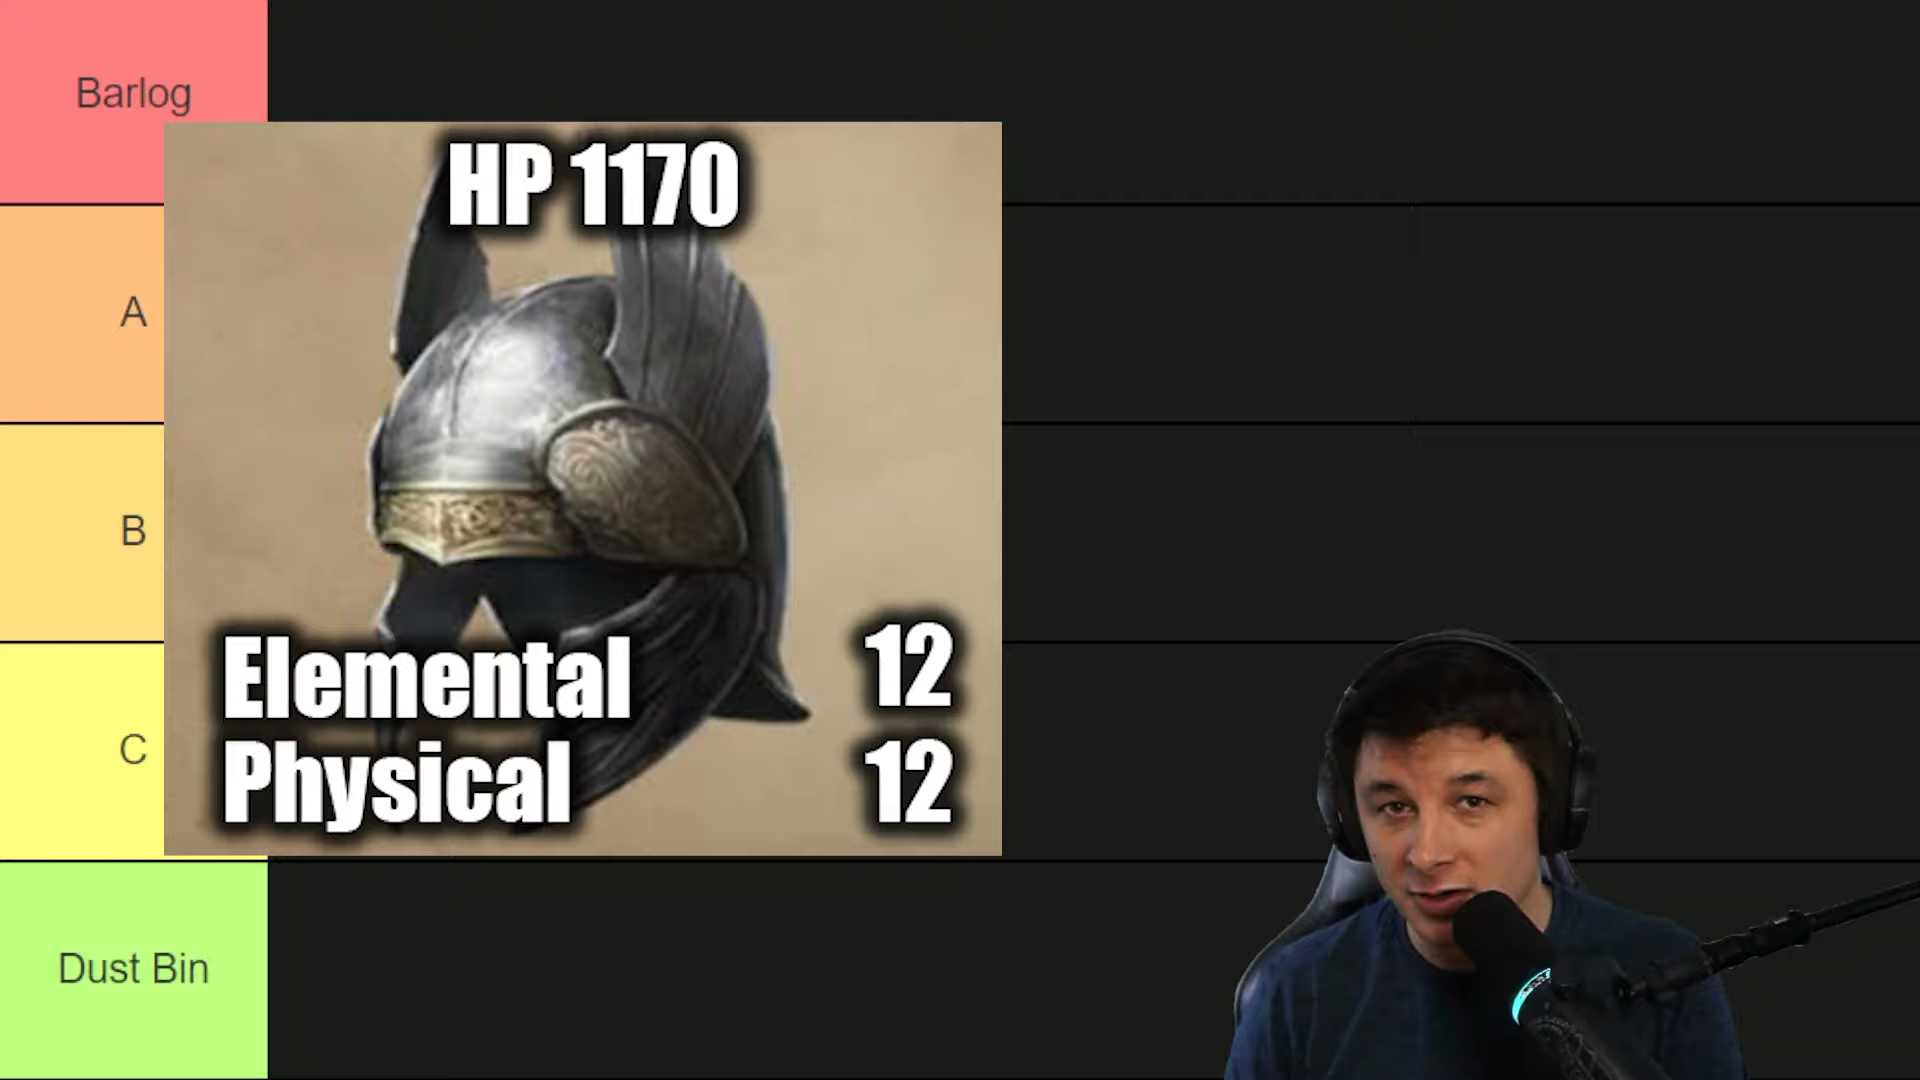 Barlog
HP 1170
A
B
Elemental 12
C
Physical 12
Dust Bin